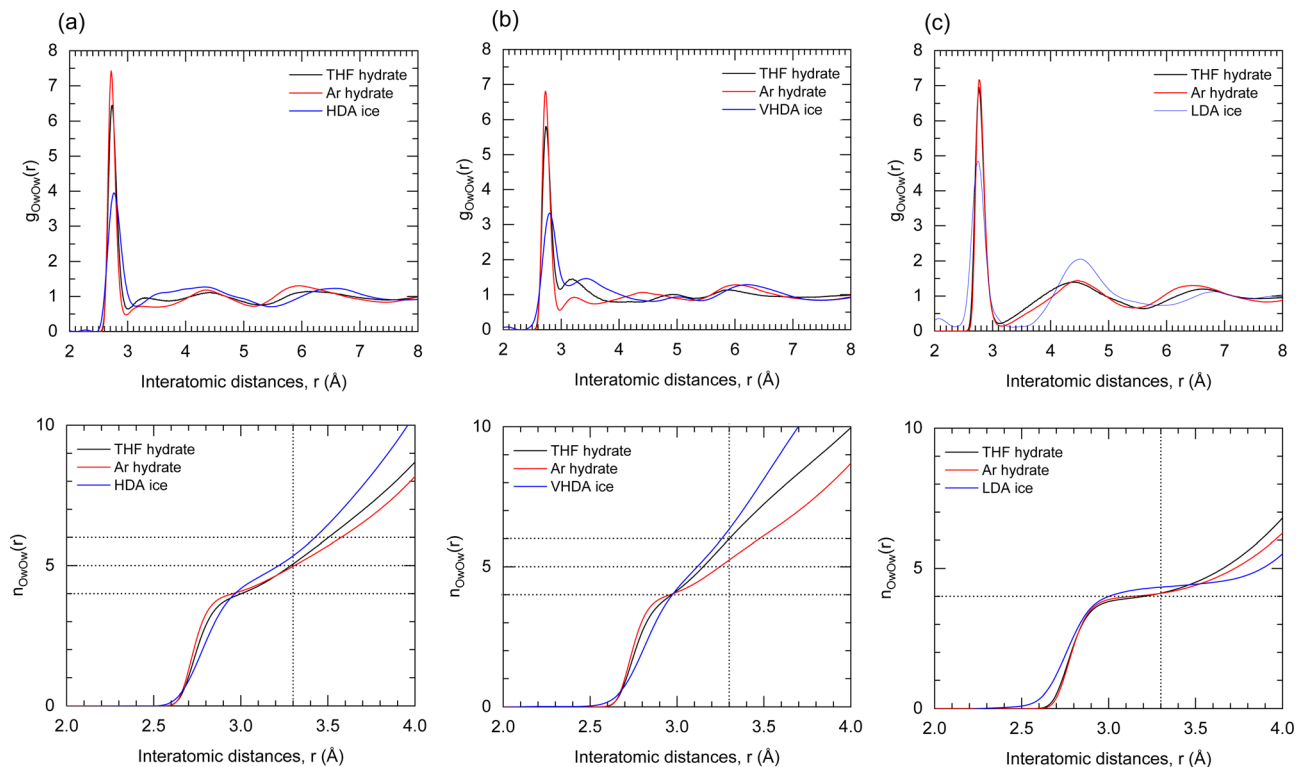 (a)
g_OwOw(r)
8
7
6
5
4
3
2
1
0
THF hydrate
Ar hydrate
HDA ice
2 3 4 5 6 7 8
Interatomic distances, r (Å)
(b)
g_OwOw(r)
8
7
6
5
4
3
2
1
0
THF hydrate
Ar hydrate
VHDA ice
2 3 4 5 6 7 8
Interatomic distances, r (Å)
(c)
g_OwOw(r)
8
7
6
5
4
3
2
1
0
THF hydrate
Ar hydrate
LDA ice
2 3 4 5 6 7 8
Interatomic distances, r (Å)
n_OwOw(r)
10
5
0
THF hydrate
Ar hydrate
HDA ice
2.0 2.5 3.0 3.5 4.0
Interatomic distances, r (Å)
n_OwOw(r)
10
5
0
THF hydrate
Ar hydrate
VHDA ice
2.0 2.5 3.0 3.5 4.0
Interatomic distances, r (Å)
n_OwOw(r)
10
5
0
THF hydrate
Ar hydrate
LDA ice
2.0 2.5 3.0 3.5 4.0
Interatomic distances, r (Å)